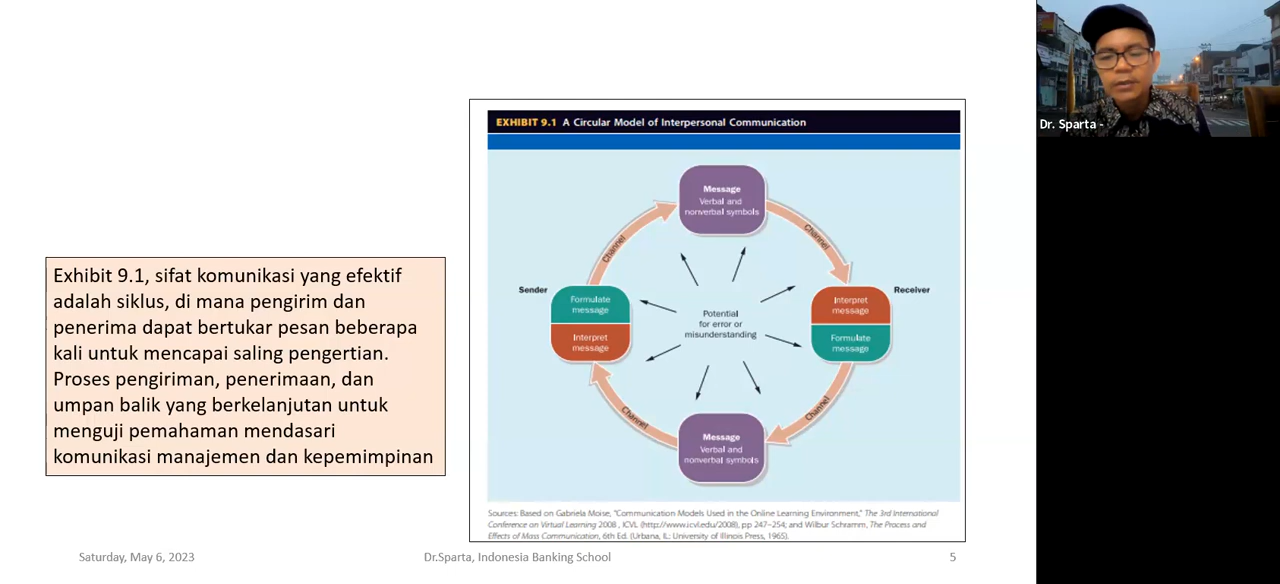 Dr. Sparta -
EXHIBIT 9.1 A Circular Model of Interpersonal Communication
Message
Verbal and
nonverbal symbols
Channel
Channel
Sender
Receiver
Formulate
message
Interpret
message
Potential
for error or
misunderstanding
Interpret
message
Formulate
message
Channel
Channel
Message
Verbal and
nonverbal symbols
Exhibit 9.1, sifat komunikasi yang efektif
adalah siklus, di mana pengirim dan
penerima dapat bertukar pesan beberapa
kali untuk mencapai saling pengertian.
Proses pengiriman, penerimaan, dan
umpan balik yang berkelanjutan untuk
menguji pemahaman mendasari
komunikasi manajemen dan kepemimpinan
Sources: Based on Gabriela Moise, "Communication Models Used in the Online Learning Environment," The 3rd International
Conference on Virtual Learning 2008 , ICVL (http://www.icvl.edu/2008), pp 247–254; and Wilbur Schramm, The Process and
Effects of Mass Communication, 6th Ed. (Urbana, IL: University of Illinois Press, 1965).
Saturday, May 6, 2023
Dr.Sparta, Indonesia Banking School
5